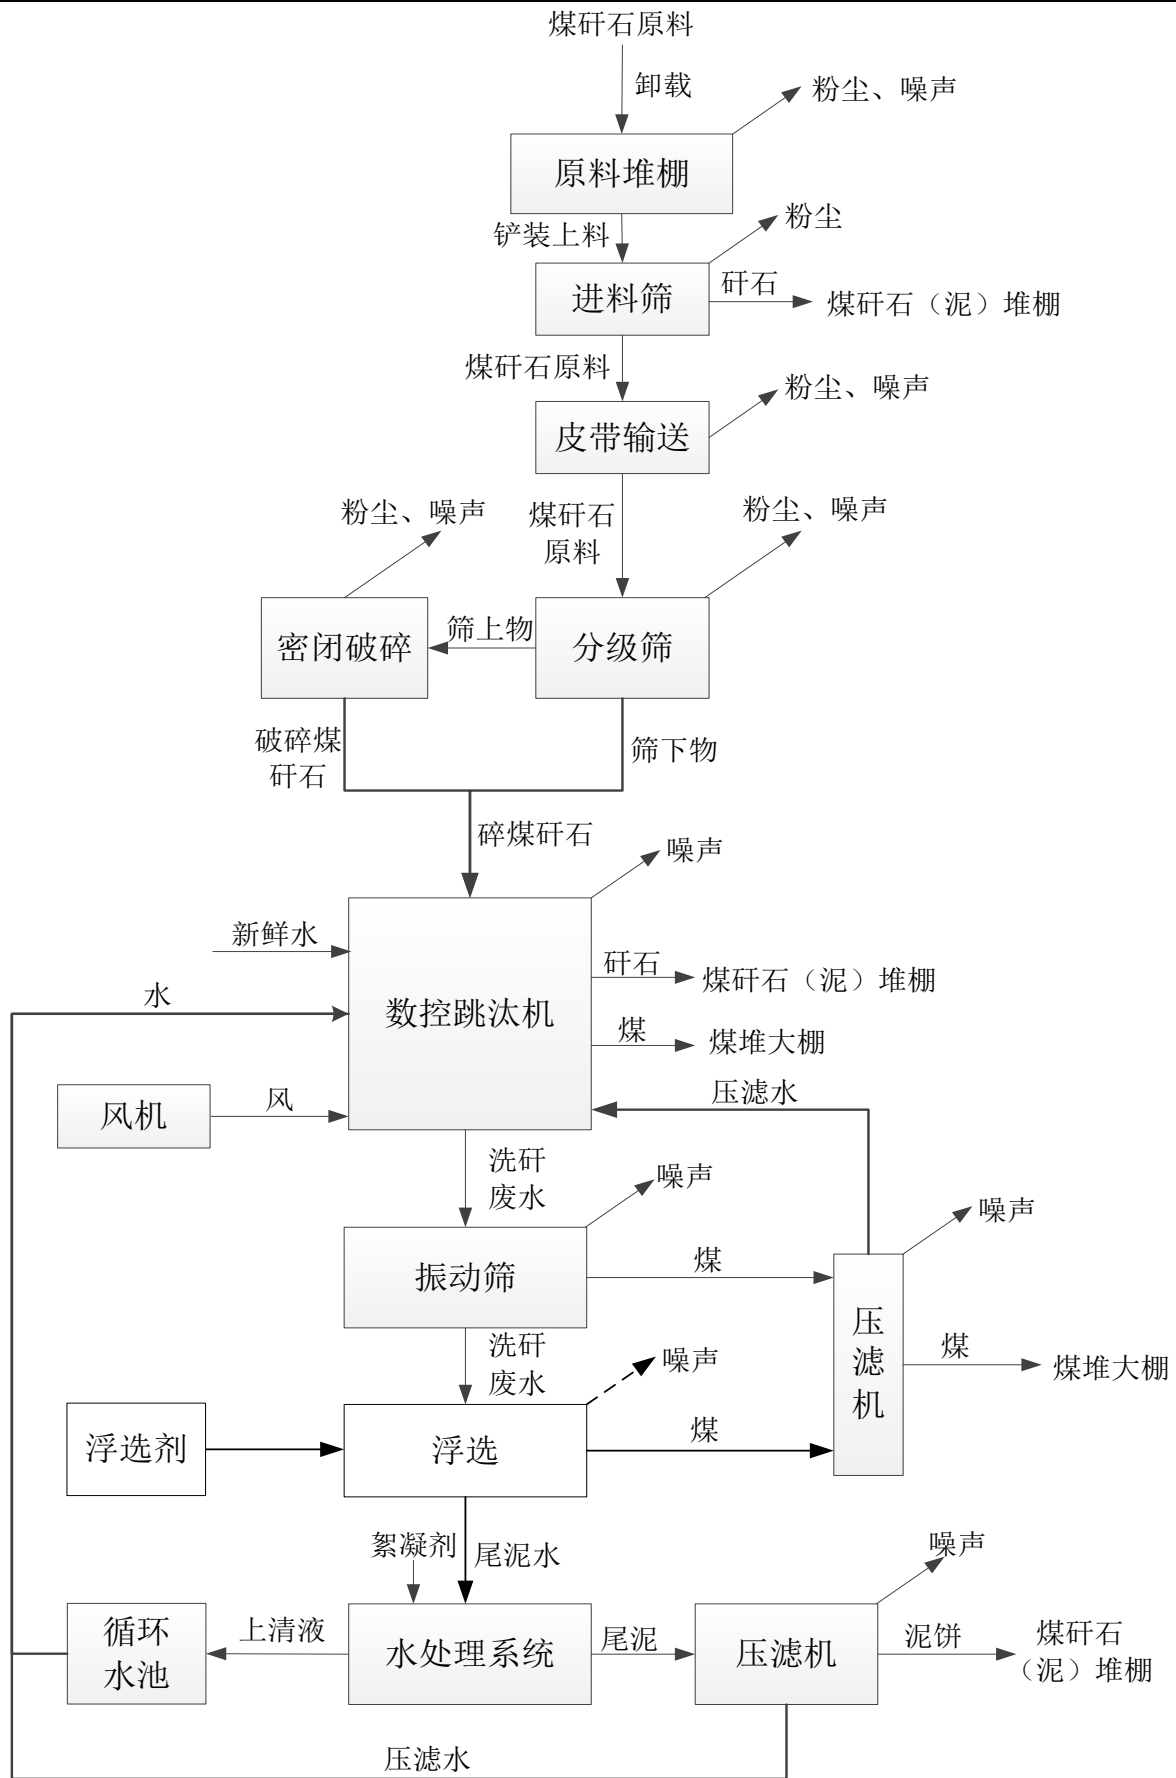 煤矸石原料
卸载
粉尘、噪声
原料堆棚
铲装上料
粉尘
进料筛
矸石
煤矸石（泥）堆棚
煤矸石原料
粉尘、噪声
皮带输送
粉尘、噪声
煤矸石
原料
粉尘、噪声
密闭破碎
筛上物
分级筛
破碎煤
矸石
筛下物
碎煤矸石
噪声
新鲜水
矸石
煤矸石（泥）堆棚
水
数控跳汰机
煤
煤堆大棚
压滤水
风机
风
洗矸
废水
噪声
噪声
振动筛
煤
压
滤
机
洗矸
废水
噪声
煤
煤堆大棚
浮选剂
浮选
煤
絮凝剂
尾泥水
噪声
循环
水池
上清液
水处理系统
尾泥
压滤机
泥饼
煤矸石
（泥）堆棚
压滤水